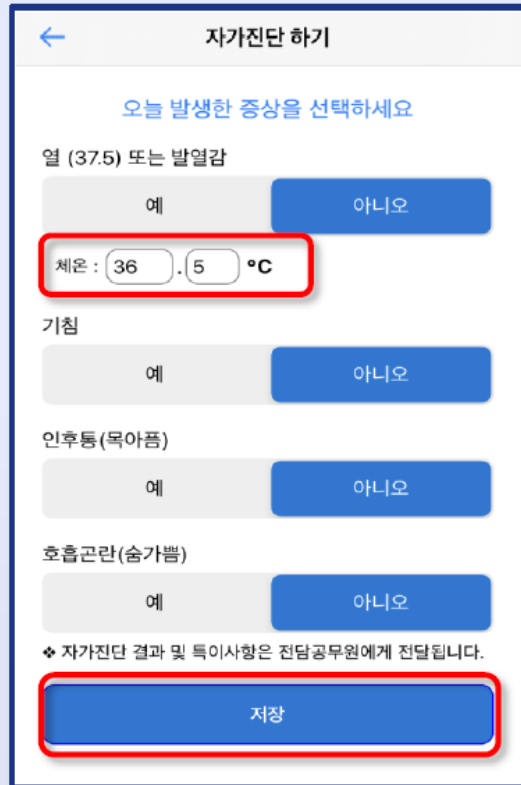 자가진단 하기
오늘 발생한 증상을 선택하세요
열 (37.5) 또는 발열감
예 아니오
체온 : 36 . 5 °C
기침
예 아니오
인후통(목아픔)
예 아니오
호흡곤란(숨가쁨)
예 아니오
❖ 자가진단 결과 및 특이사항은 전담공무원에게 전달됩니다.
저장